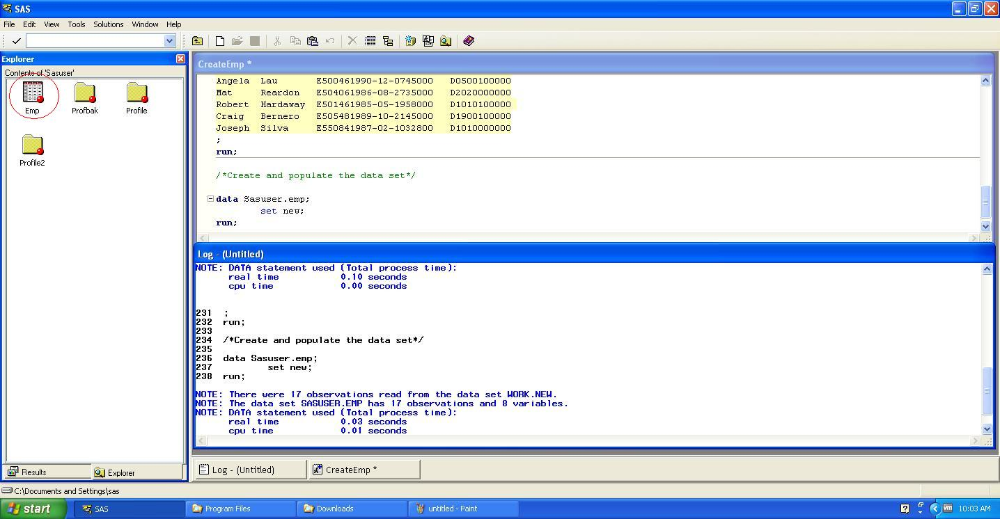 SAS
File Edit View Tools Solutions Window Help
Explorer
Contents of 'Sasuser'
Emp Profbak Profile
Profile2
Results Explorer
CreateEmp *
Angela Lau E500461990-12-0745000 D0500100000
Mat Reardon E504061986-08-2735000 D2020000000
Robert Hardaway E501461985-05-1958000 D1010100000
Craig Bernero E505481989-10-2145000 D1900100000
Joseph Silva E550841987-02-1032800 D1010000000
;
run;
/*Create and populate the data set*/
data Sasuser.emp;
set new;
run;
Log - (Untitled)
NOTE: DATA statement used (Total process time):
real time 0.10 seconds
cpu time 0.00 seconds
231 ;
232 run;
233
234 /*Create and populate the data set*/
235
236 data Sasuser.emp;
237 set new;
238 run;
NOTE: There were 17 observations read from the data set WORK.NEW.
NOTE: The data set SASUSER.EMP has 17 observations and 8 variables.
NOTE: DATA statement used (Total process time):
real time 0.03 seconds
cpu time 0.01 seconds
Log - (Untitled) CreateEmp *
C:\Documents and Settings\sas
start SAS Program Files Downloads untitled - Paint vm 10:03 AM